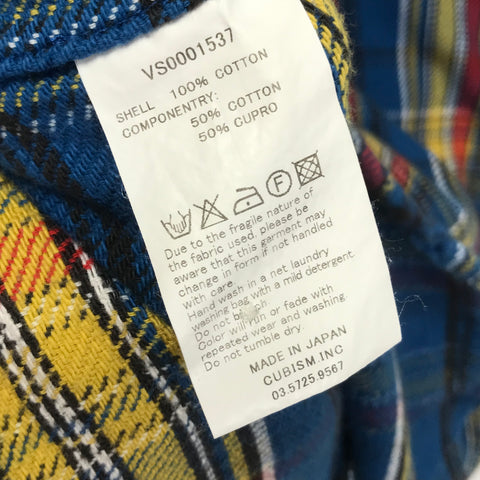 VS0001537
SHELL 100% COTTON
COMPONENTRY:
50% COTTON
50% CUPRO
F
Due to the fragile nature of
the fabric used, please be
aware that this garment may
change in form if not handled
with care.
Hand wash in a net laundry
washing bag with a mild detergent.
Do not
Color will run or fade with
repeated wear and washing.
Do not tumble dry.
MADE IN JAPAN
CUBISM.INC
03.5725.9567